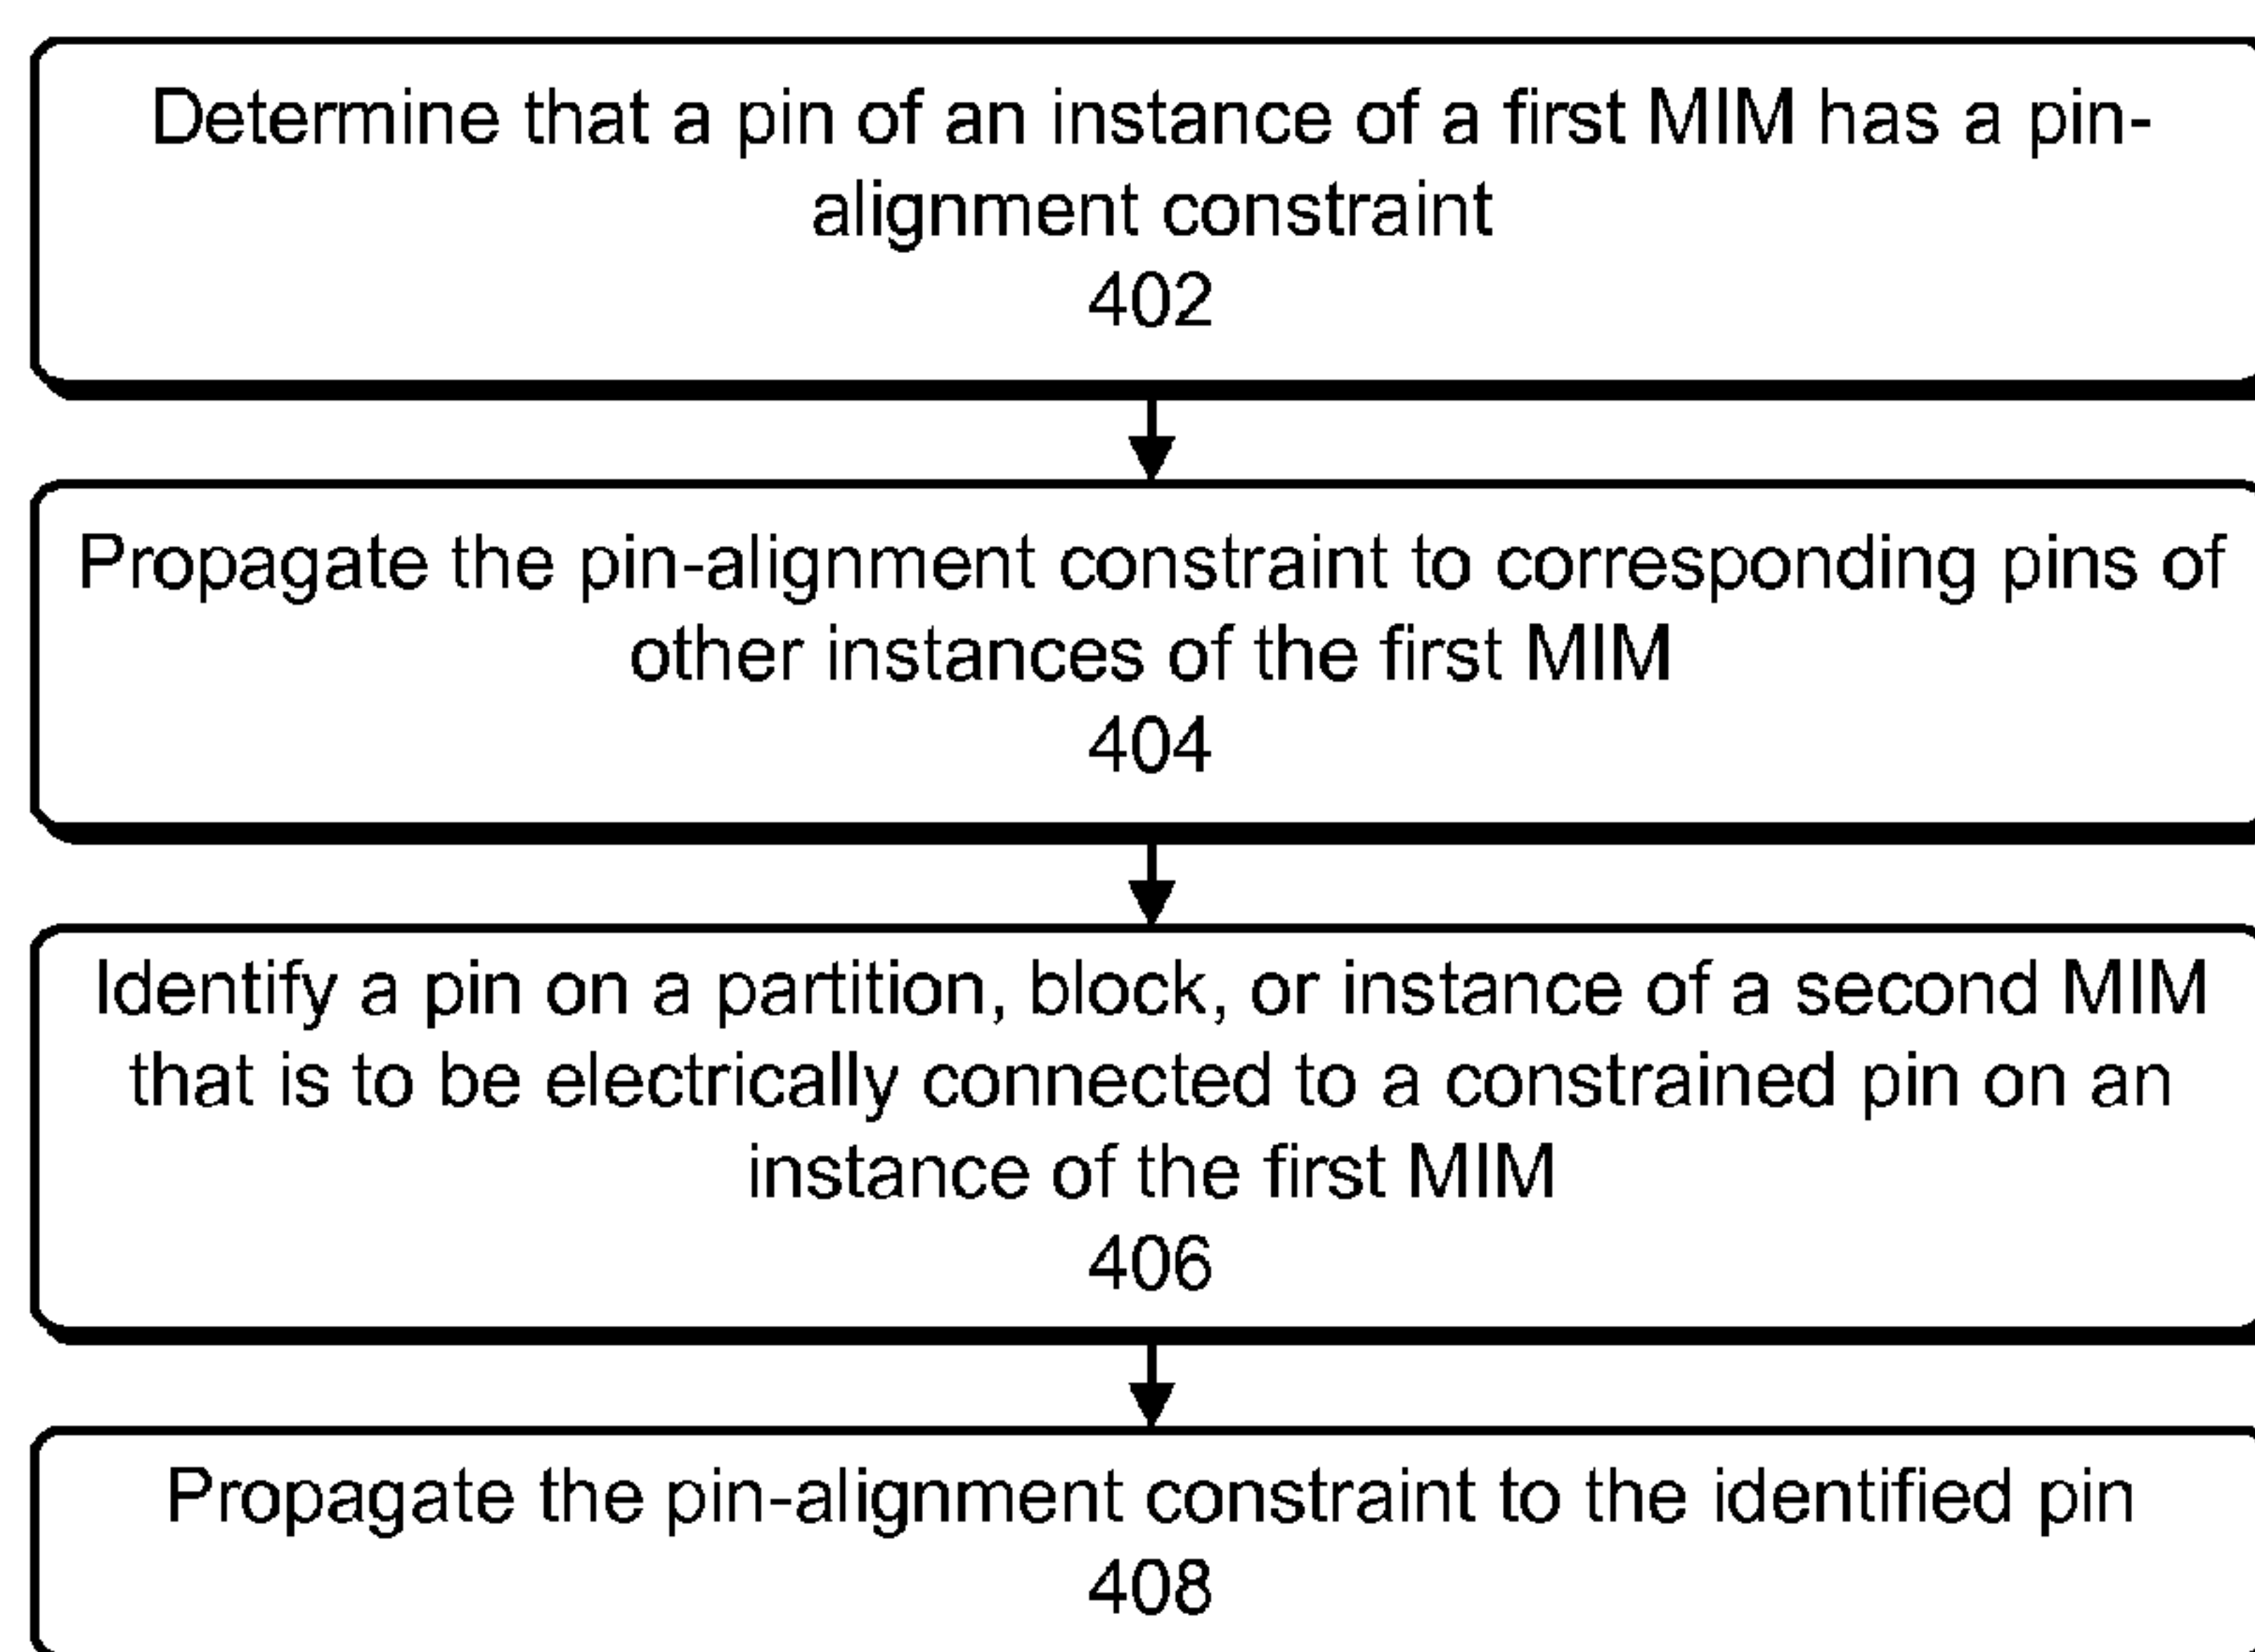 Determine that a pin of an instance of a first MIM has a pin-
alignment constraint
402
Propagate the pin-alignment constraint to corresponding pins of
other instances of the first MIM
404
Identify a pin on a partition, block, or instance of a second MIM
that is to be electrically connected to a constrained pin on an
instance of the first MIM
406
Propagate the pin-alignment constraint to the identified pin
408